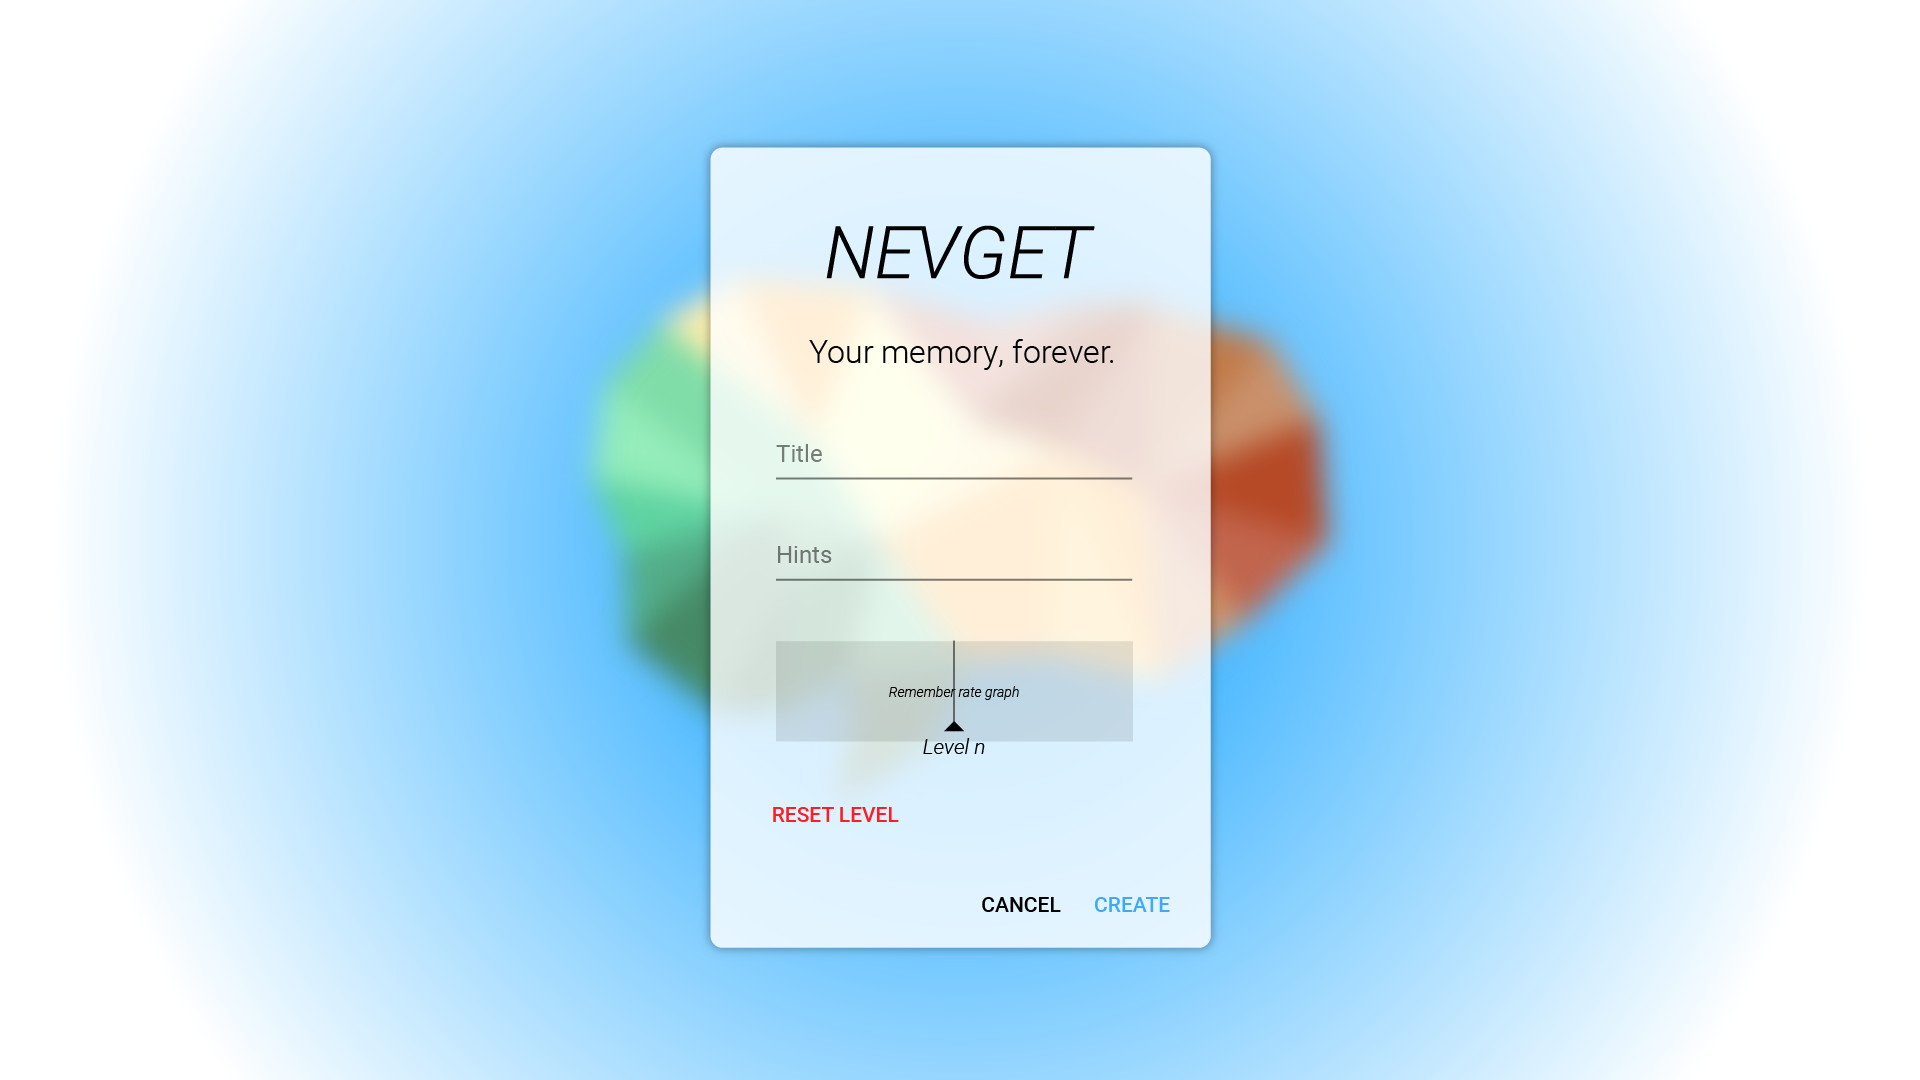 NEVGET
Your memory, forever.
Title
Hints
Remember rate graph
Level n
RESET LEVEL
CANCEL CREATE